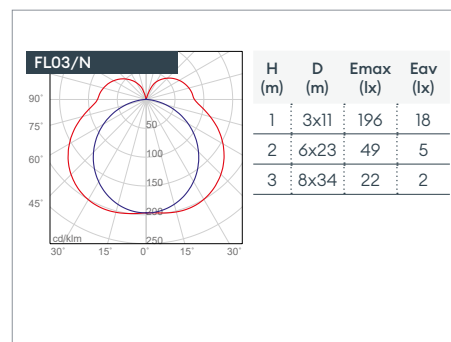 FL03/N
90°
75°
60°
45°
50
100
150
200
250
cd/klm
30° 15° 0° 15° 30°
H (m) D (m) Emax (lx) Eav (lx)
1 3x11 196 18
2 6x23 49 5
3 8x34 22 2